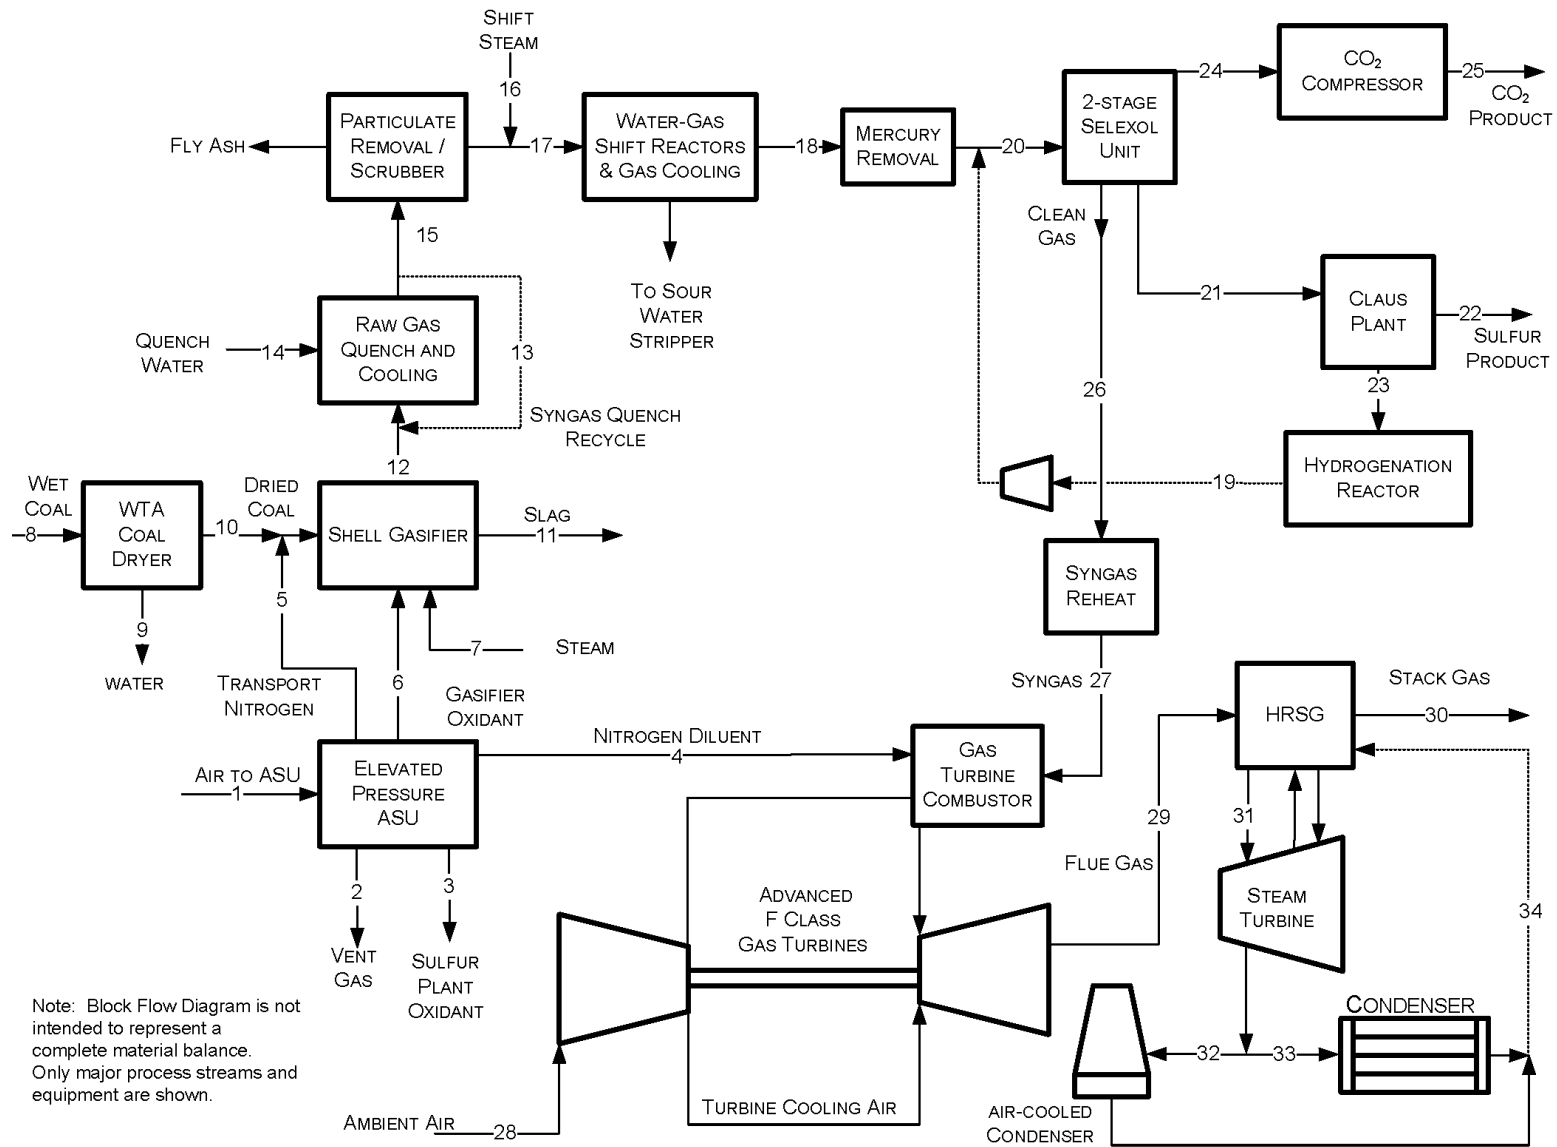 SHIFT
STEAM
16
PARTICULATE
REMOVAL /
SCRUBBER
FLY ASH
17
WATER-GAS
SHIFT REACTORS
& GAS COOLING
18
MERCURY
REMOVAL
20
2-STAGE
SELEXOL
UNIT
24
CO₂
COMPRESSOR
25
CO₂
PRODUCT
15
TO SOUR
WATER
STRIPPER
CLEAN
GAS
21
CLAUS
PLANT
22
SULFUR
PRODUCT
23
QUENCH
WATER
14
RAW GAS
QUENCH AND
COOLING
13
SYNGAS QUENCH
RECYCLE
12
26
19
HYDROGENATION
REACTOR
WET
COAL
8
WTA
COAL
DRYER
10
DRIED
COAL
SHELL GASIFIER
SLAG
11
9
WATER
5
TRANSPORT
NITROGEN
6
GASIFIER
OXIDANT
7
STEAM
SYNGAS
REHEAT
SYNGAS 27
AIR TO ASU
1
ELEVATED
PRESSURE
ASU
NITROGEN DILUENT
4
GAS
TURBINE
COMBUSTOR
2
VENT
GAS
3
SULFUR
PLANT
OXIDANT
HRSG
STACK GAS
30
29
FLUE GAS
31
STEAM
TURBINE
34
ADVANCED
F CLASS
GAS TURBINES
32
33
CONDENSER
AIR-COOLED
CONDENSER
TURBINE COOLING AIR
AMBIENT AIR
28
Note: Block Flow Diagram is not
intended to represent a
complete material balance.
Only major process streams and
equipment are shown.